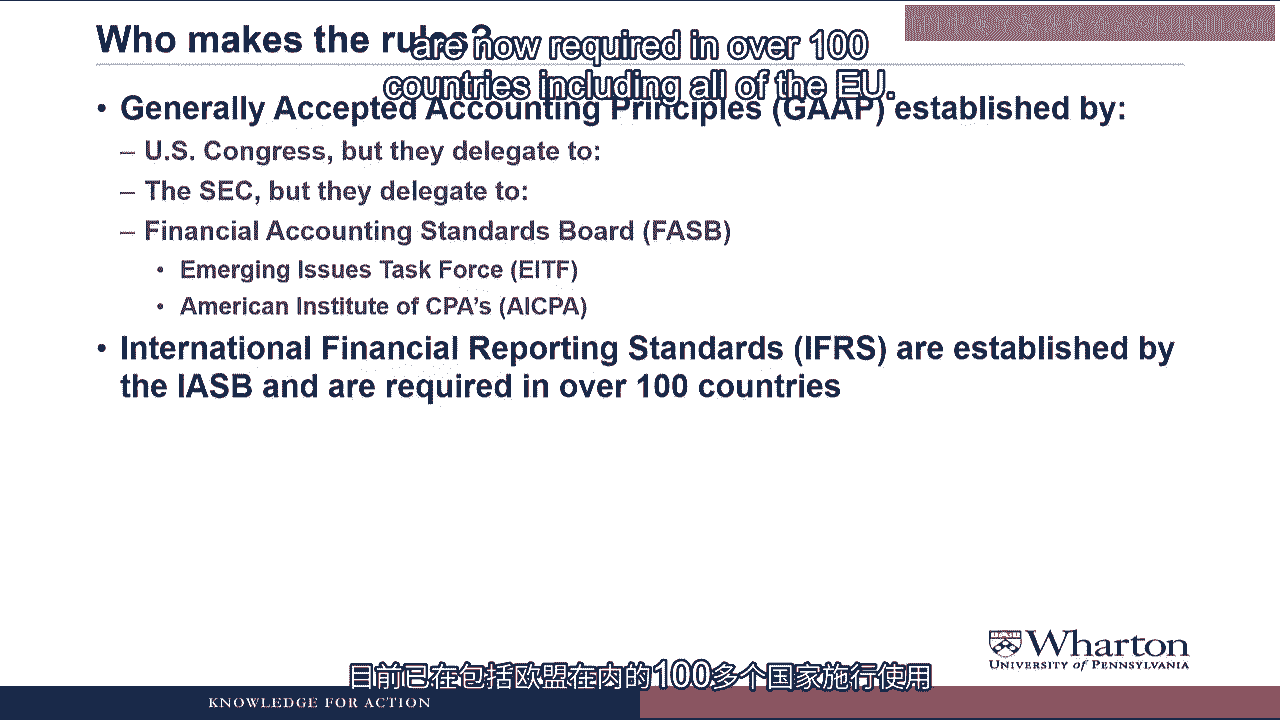 Who makes the rules?
are now required in over 100
countries including all of the EU.
• Generally Accepted Accounting Principles (GAAP) established by:
– U.S. Congress, but they delegate to:
– The SEC, but they delegate to:
– Financial Accounting Standards Board (FASB)
• Emerging Issues Task Force (EITF)
• American Institute of CPA's (AICPA)
• International Financial Reporting Standards (IFRS) are established by
the IASB and are required in over 100 countries
Wharton
UNIVERSITY of PENNSYLVANIA
目前已在包括欧盟在内的100多个国家施行使用
KNOWLEDGE FOR ACTION